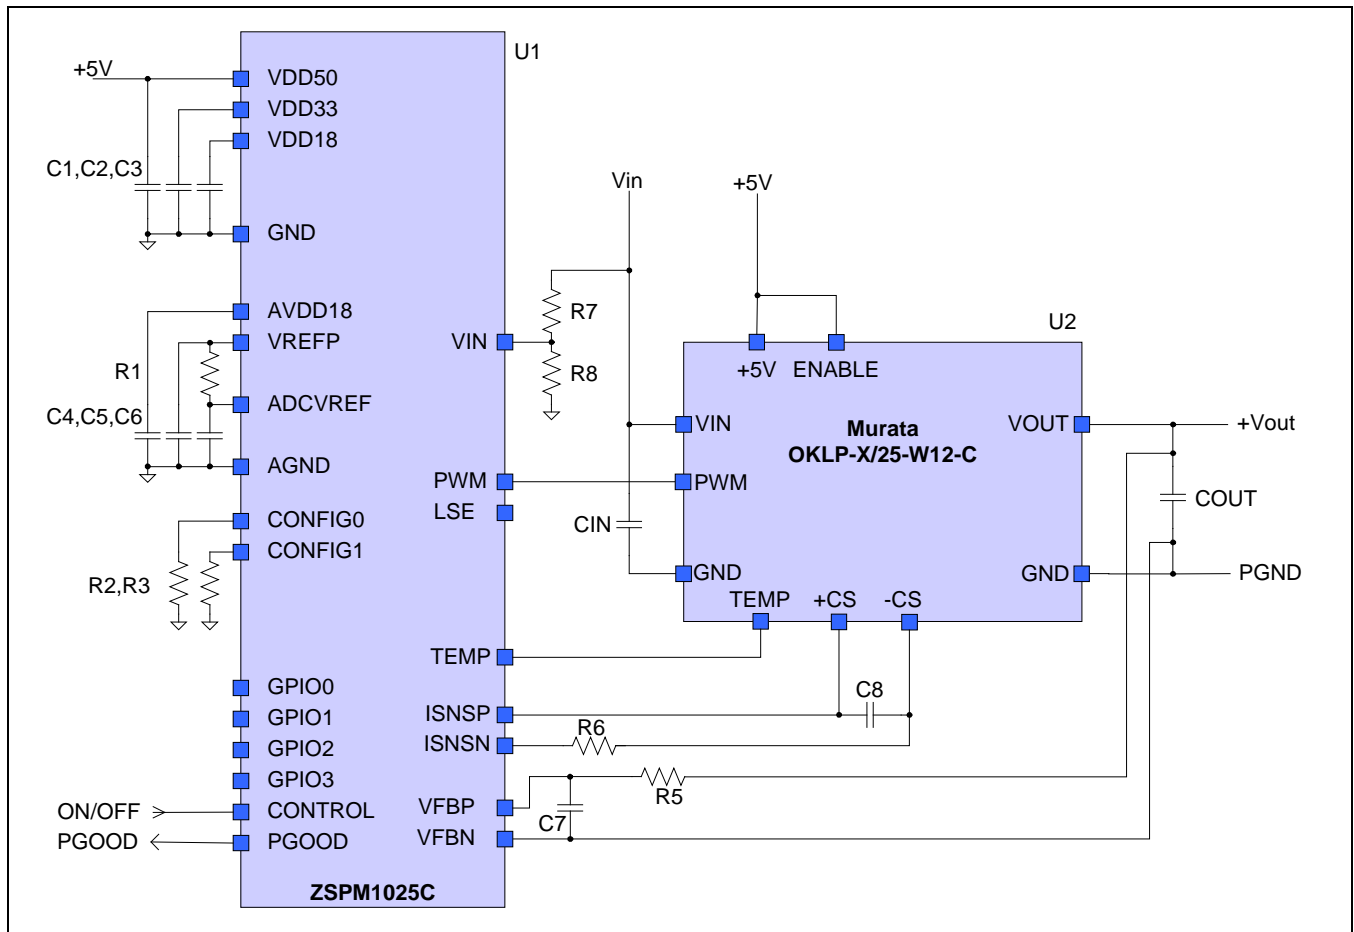 U1
+5V
VDD50
VDD33
VDD18
C1,C2,C3
GND
AVDD18
VREFP
R1
ADCVREF
C4,C5,C6
AGND
CONFIG0
CONFIG1
R2,R3
GPIO0
GPIO1
GPIO2
GPIO3
ON/OFF
CONTROL
PGOOD
PGOOD
VIN
PWM
LSE
TEMP
ISNSP
ISNSN
VFBP
VFBN
ZSPM1025C
Vin
+5V
R7
R8
CIN
U2
+5V
ENABLE
VIN
Murata
OKLP-X/25-W12-C
VOUT
+Vout
PWM
COUT
GND
GND
PGND
TEMP
+CS
-CS
C8
R6
R5
C7